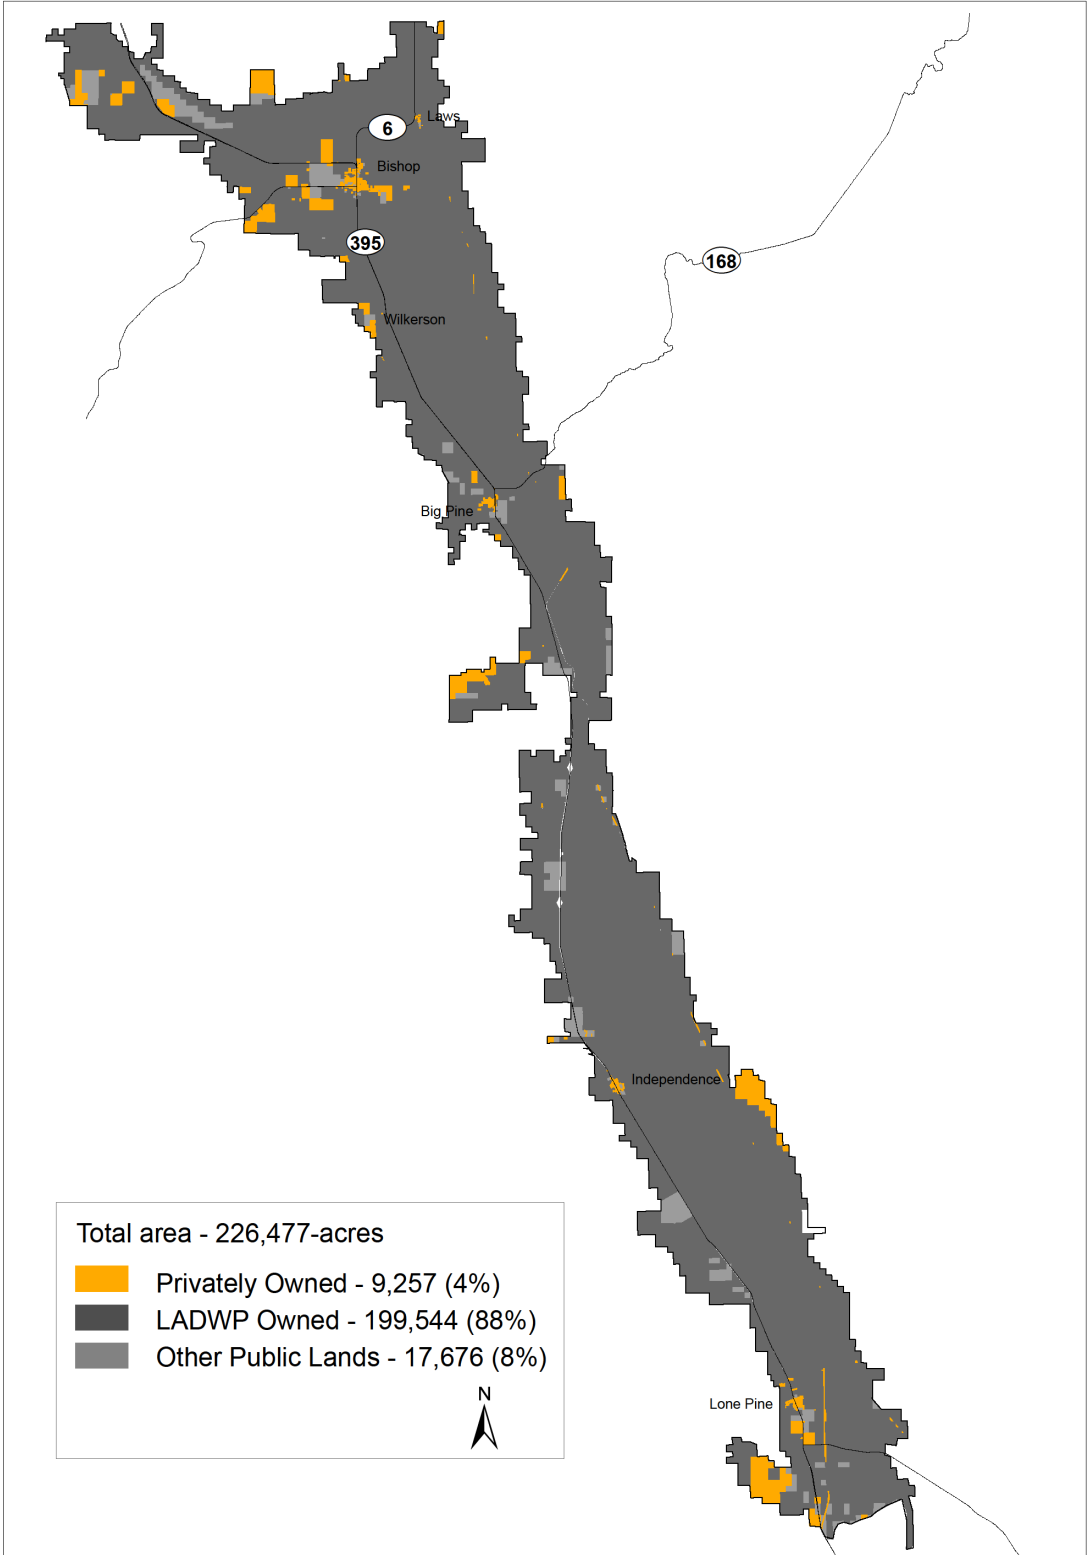 Laws
6
Bishop
395
168
Wilkerson
Big Pine
Independence
Total area - 226,477-acres
Privately Owned - 9,257 (4%)
LADWP Owned - 199,544 (88%)
Other Public Lands - 17,676 (8%)
N
Lone Pine